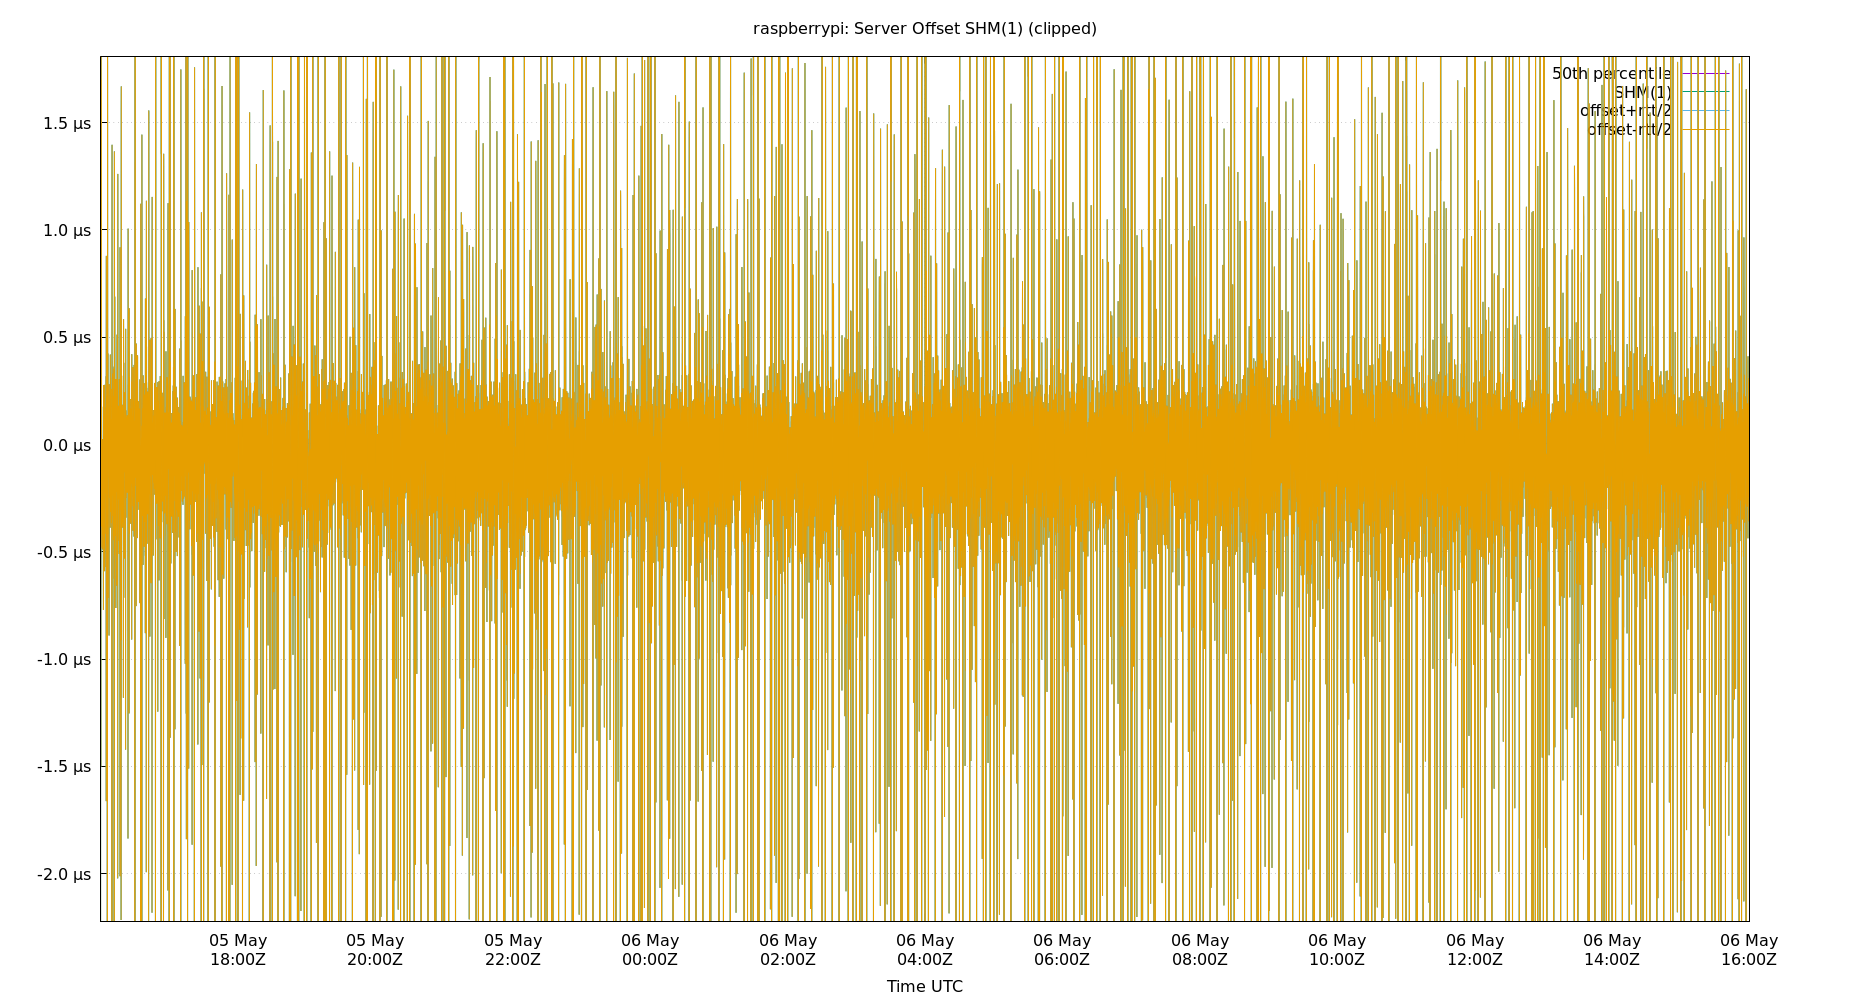 raspberrypi: Server Offset SHM(1) (clipped)
50th percentile
SHM(1)
offset+rtt/2
offset-rtt/2
1.5 µs
1.0 µs
0.5 µs
0.0 µs
-0.5 µs
-1.0 µs
-1.5 µs
-2.0 µs
05 May 05 May 05 May 06 May 06 May 06 May 06 May 06 May 06 May 06 May 06 May 06 May
18:00Z 20:00Z 22:00Z 00:00Z 02:00Z 04:00Z 06:00Z 08:00Z 10:00Z 12:00Z 14:00Z 16:00Z
Time UTC